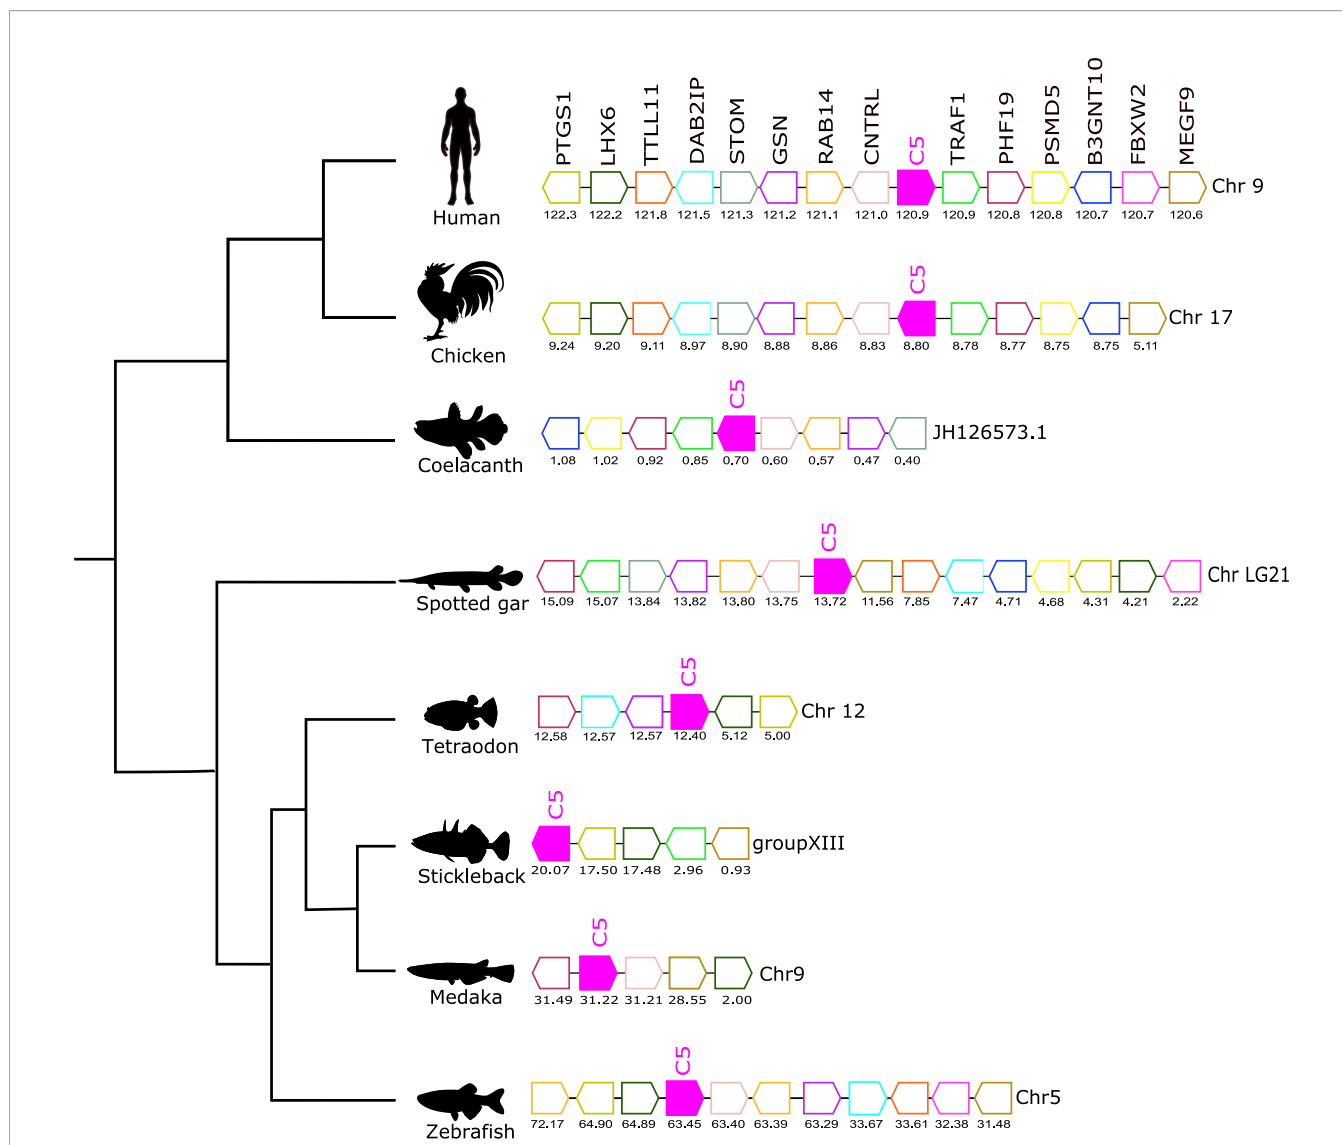 PTGS1 LHX6 TTLL11 DAB2IP STOM GSN RAB14 CNTRL C5 TRAF1 PHF19 PSMD5 B3GNT10 FBXW2 MEGF9
Chr 9
122.3 122.2 121.8 121.5 121.3 121.2 121.1 121.0 120.9 120.9 120.8 120.8 120.7 120.7 120.6
Human
C5
Chr 17
9.24 9.20 9.11 8.97 8.90 8.88 8.86 8.83 8.80 8.78 8.77 8.75 8.75 5.11
Chicken
C5
JH126573.1
1.08 1.02 0.92 0.85 0.70 0.60 0.57 0.47 0.40
Coelacanth
C5
Chr LG21
15.09 15.07 13.84 13.82 13.80 13.75 13.72 11.56 7.85 7.47 4.71 4.68 4.31 4.21 2.22
Spotted gar
C5
Chr 12
12.58 12.57 12.57 12.40 5.12 5.00
Tetraodon
C5
groupXIII
20.07 17.50 17.48 2.96 0.93
Stickleback
C5
Chr9
31.49 31.22 31.21 28.55 2.00
Medaka
C5
Chr5
72.17 64.90 64.89 63.45 63.40 63.39 63.29 33.67 33.61 32.38 31.48
Zebrafish